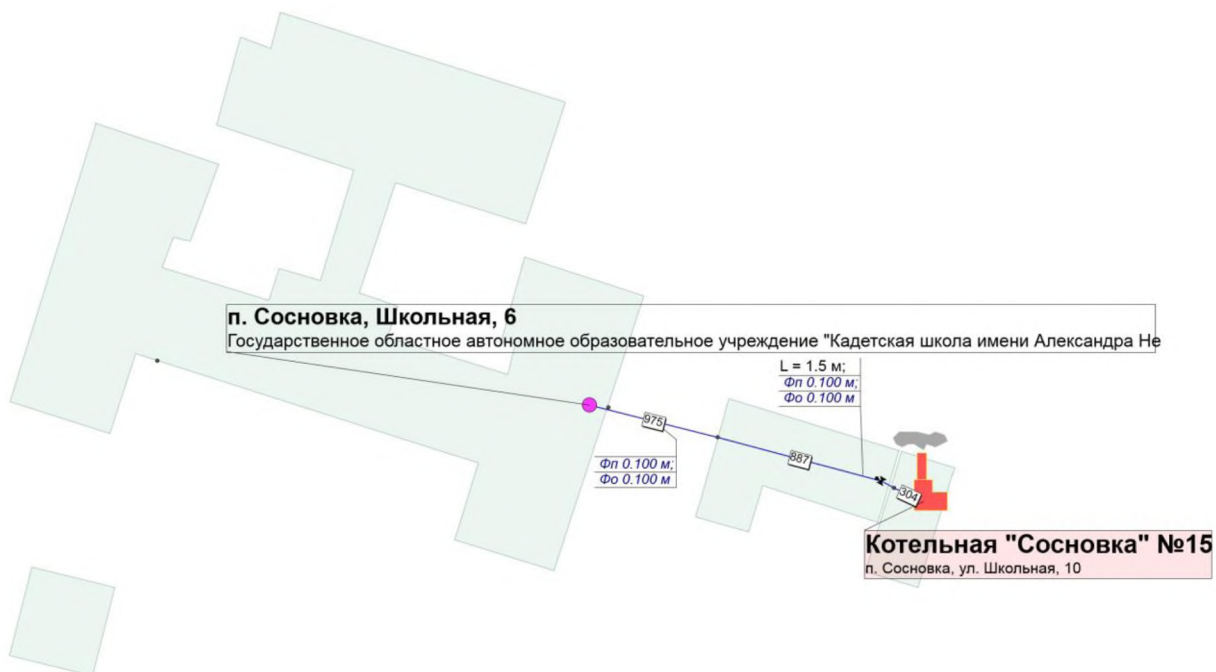 п. Сосновка, Школьная, 6
Государственное областное автономное образовательное учреждение "Кадетская школа имени Александра Не
L = 1.5 м;
Фп 0.100 м;
Фо 0.100 м
975
Фп 0.100 м;
Фо 0.100 м
887
304
Котельная "Сосновка" №15
п. Сосновка, ул. Школьная, 10